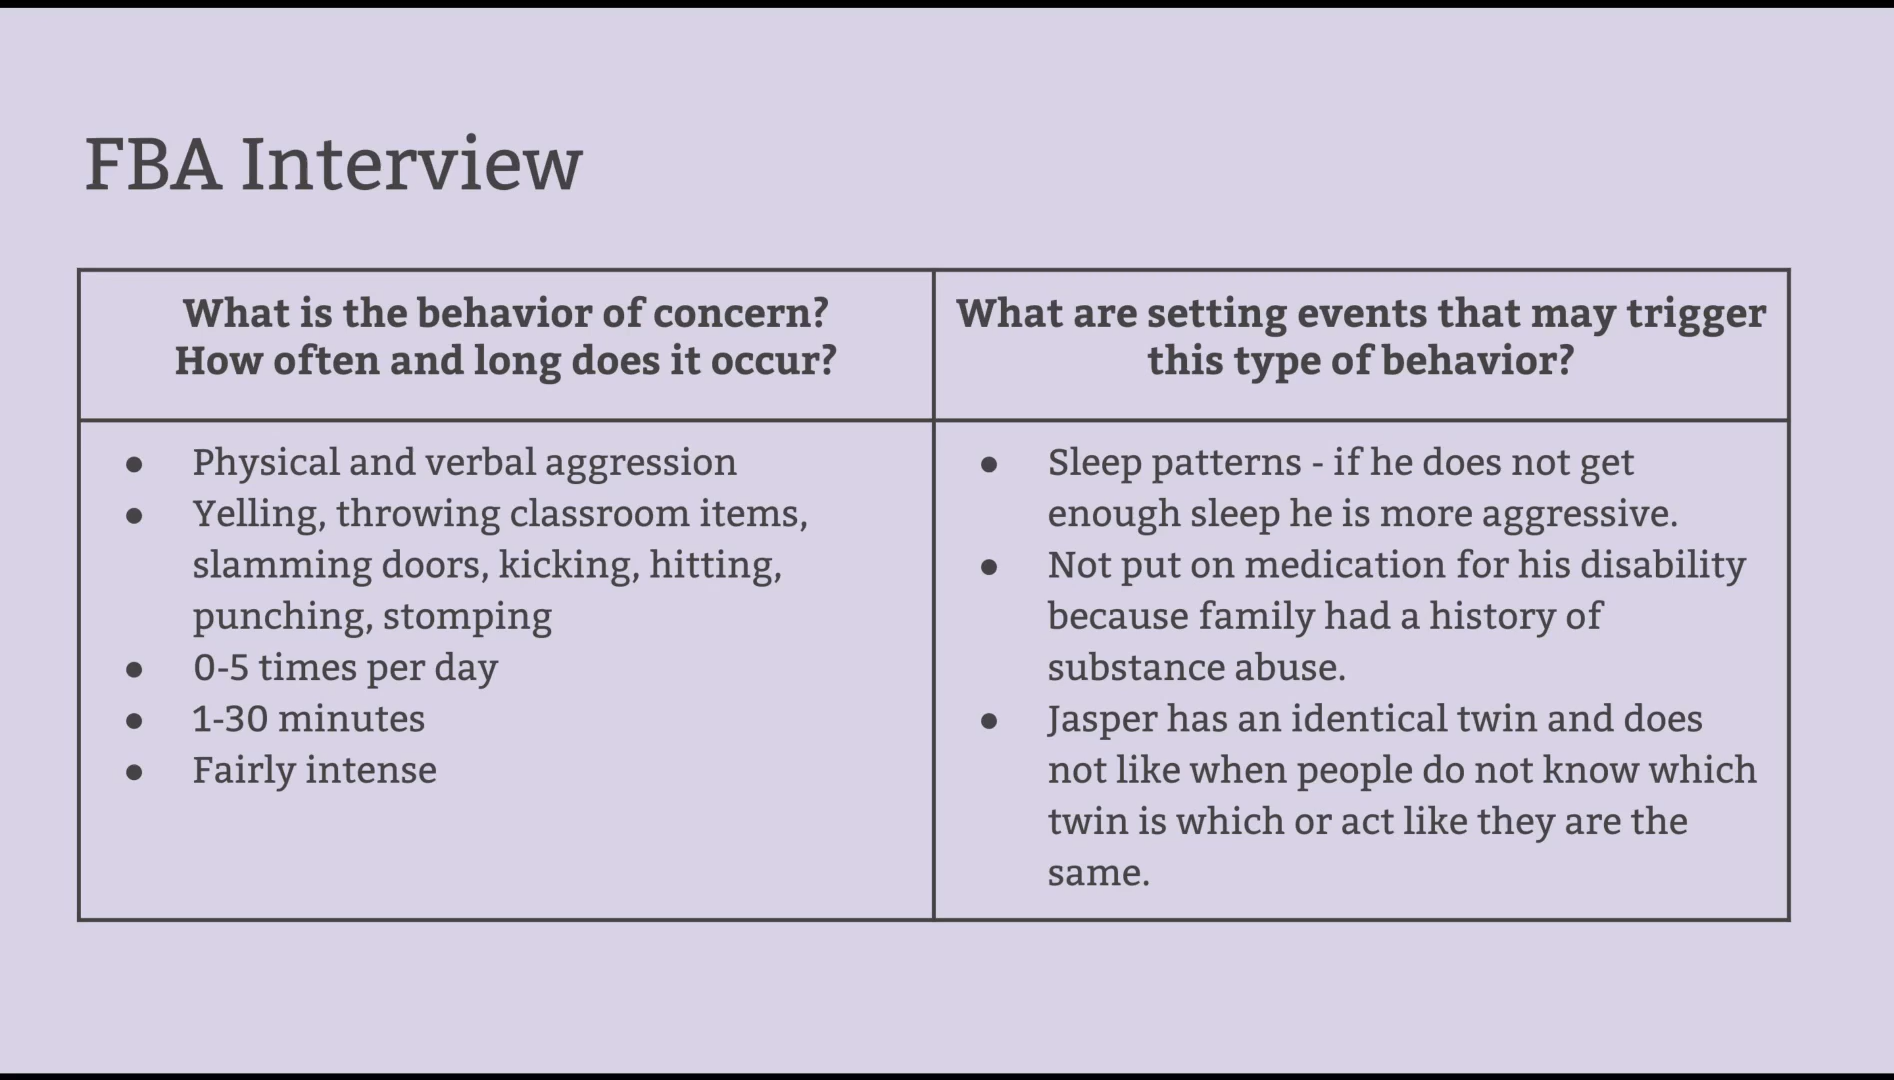 FBA Interview
What is the behavior of concern?
How often and long does it occur?
What are setting events that may trigger
this type of behavior?
● Physical and verbal aggression
● Yelling, throwing classroom items,
slamming doors, kicking, hitting,
punching, stomping
● 0-5 times per day
● 1-30 minutes
● Fairly intense
● Sleep patterns - if he does not get
enough sleep he is more aggressive.
● Not put on medication for his disability
because family had a history of
substance abuse.
● Jasper has an identical twin and does
not like when people do not know which
twin is which or act like they are the
same.